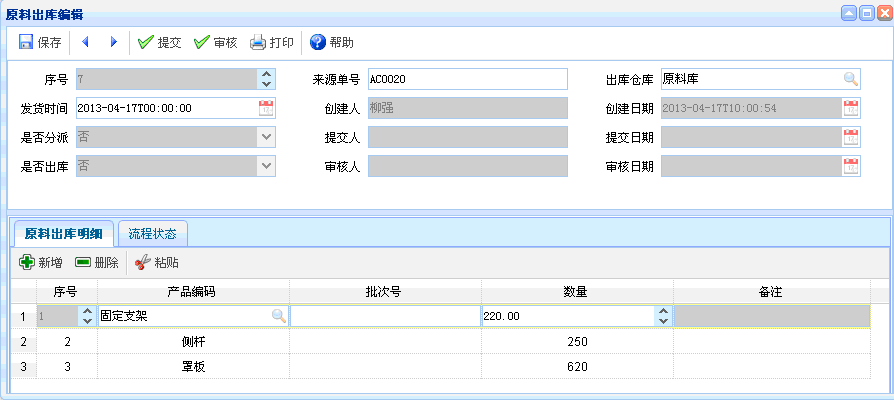 原料出库编辑
保存 提交 审核 打印 帮助
序号 7 来源单号 AC0020 出库仓库 原料库
发货时间 2013-04-17T00:00:00 创建人 柳强 创建日期 2013-04-17T10:00:54
是否分派 否 提交人 提交日期
是否出库 否 审核人 审核日期
原料出库明细 流程状态
新增 删除 粘贴
序号 产品编码 批次号 数量 备注
1 1 固定支架 220.00
2 2 侧杆 250
3 3 罩板 620